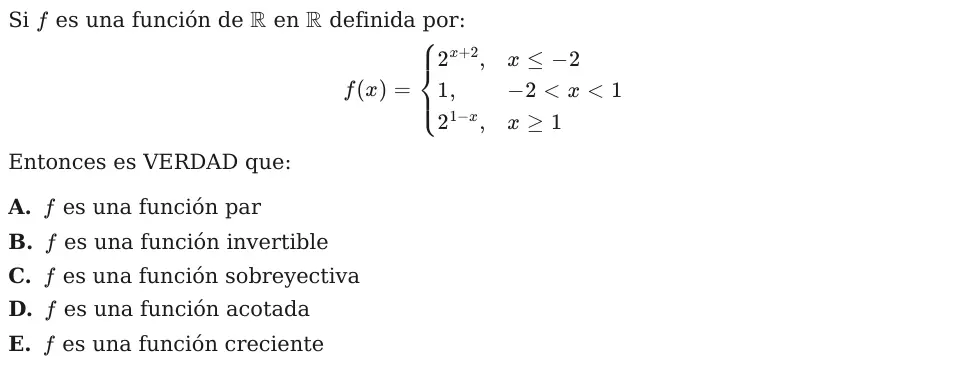 Si f es una función de ℝ en ℝ definida por:
f(x) = { 2^{x+2}, x ≤ −2
1, −2 < x < 1
2^{1−x}, x ≥ 1
Entonces es VERDAD que:
A. f es una función par
B. f es una función invertible
C. f es una función sobreyectiva
D. f es una función acotada
E. f es una función creciente